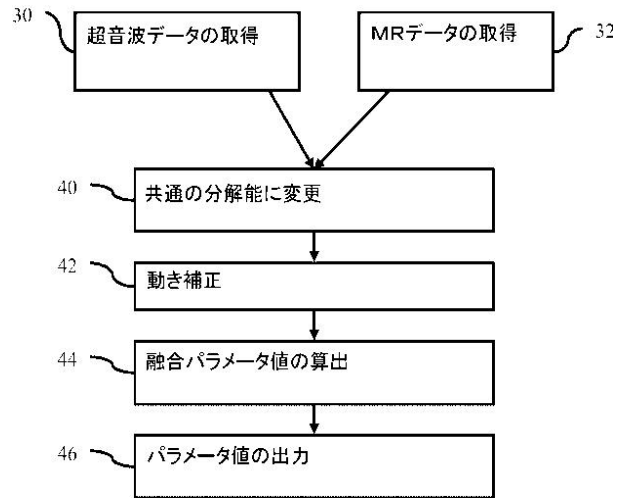 30
超音波データの取得
MRデータの取得
32
40
共通の分解能に変更
42
動き補正
44
融合パラメータ値の算出
46
パラメータ値の出力